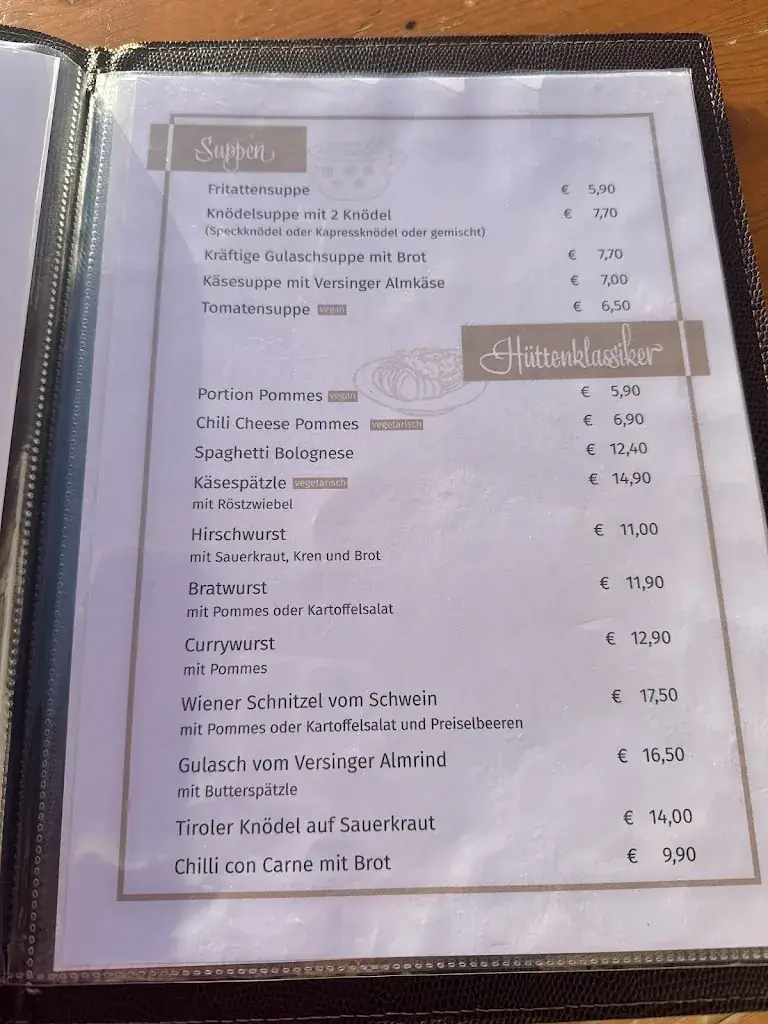 Suppen
Fritattensuppe € 5,90
Knödelsuppe mit 2 Knödel € 7,70
(Speckknödel oder Kapressknödel oder gemischt)
Kräftige Gulaschsuppe mit Brot € 7,70
Käsesuppe mit Versinger Almkäse € 7,00
Tomatensuppe vegan € 6,50
Hüttenklassiker
Portion Pommes vegan € 5,90
Chili Cheese Pommes vegetarisch € 6,90
Spaghetti Bolognese € 12,40
Käsespätzle vegetarisch € 14,90
mit Röstzwiebel
Hirschwurst € 11,00
mit Sauerkraut, Kren und Brot
Bratwurst € 11,90
mit Pommes oder Kartoffelsalat
Currywurst € 12,90
mit Pommes
Wiener Schnitzel vom Schwein € 17,50
mit Pommes oder Kartoffelsalat und Preiselbeeren
Gulasch vom Versinger Almrind € 16,50
mit Butterspätzle
Tiroler Knödel auf Sauerkraut € 14,00
Chilli con Carne mit Brot € 9,90